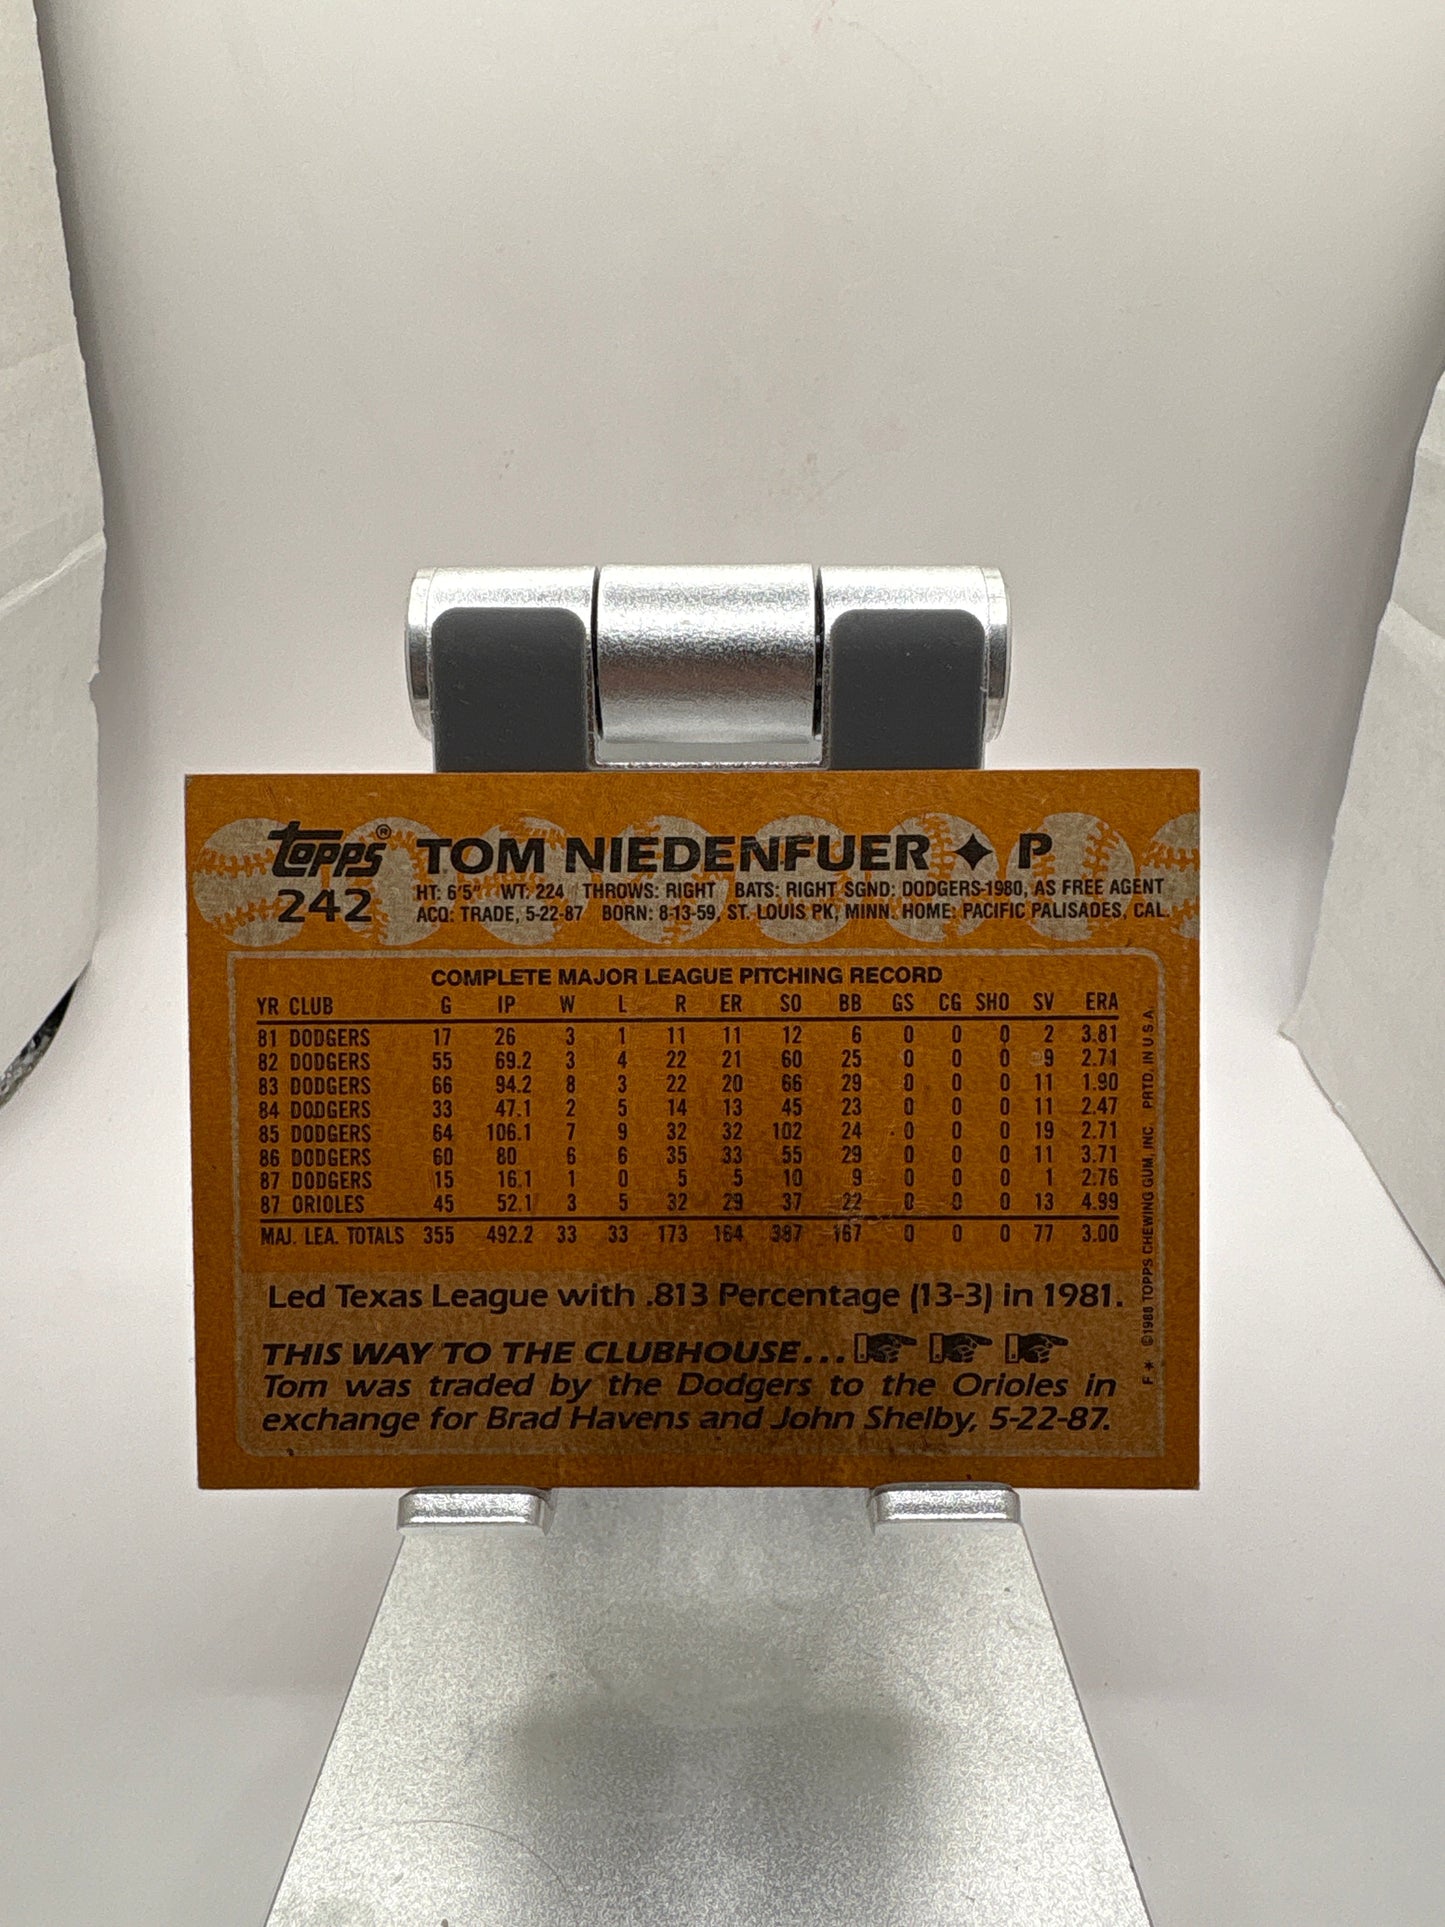 topps® TOM NIEDENFUER ✦ P
242 HT: 6'5" WT: 224 THROWS: RIGHT BATS: RIGHT SGND: DODGERS-1980, AS FREE AGENT
ACQ: TRADE, 5-22-87 BORN: 8-13-59, ST. LOUIS PK, MINN. HOME: PACIFIC PALISADES, CAL.
COMPLETE MAJOR LEAGUE PITCHING RECORD
YR CLUB G IP W L R ER SO BB GS CG SHO SV ERA
81 DODGERS 17 26 3 1 11 11 12 6 0 0 0 2 3.81
82 DODGERS 55 69.2 3 4 22 21 60 25 0 0 0 9 2.71
83 DODGERS 66 94.2 8 3 22 20 66 29 0 0 0 11 1.90
84 DODGERS 33 47.1 2 5 14 13 45 23 0 0 0 11 2.47
85 DODGERS 64 106.1 7 9 32 32 102 24 0 0 0 19 2.71
86 DODGERS 60 80 6 6 35 33 55 29 0 0 0 11 3.71
87 DODGERS 15 16.1 1 0 5 5 10 9 0 0 0 1 2.76
87 ORIOLES 45 52.1 3 5 32 29 37 22 0 0 0 13 4.99
MAJ. LEA. TOTALS 355 492.2 33 33 173 164 387 167 0 0 0 77 3.00
Led Texas League with .813 Percentage (13-3) in 1981.
THIS WAY TO THE CLUBHOUSE...
Tom was traded by the Dodgers to the Orioles in
exchange for Brad Havens and John Shelby, 5-22-87.
F * ©1988 TOPPS CHEWING GUM, INC. PRTD. IN U.S.A.